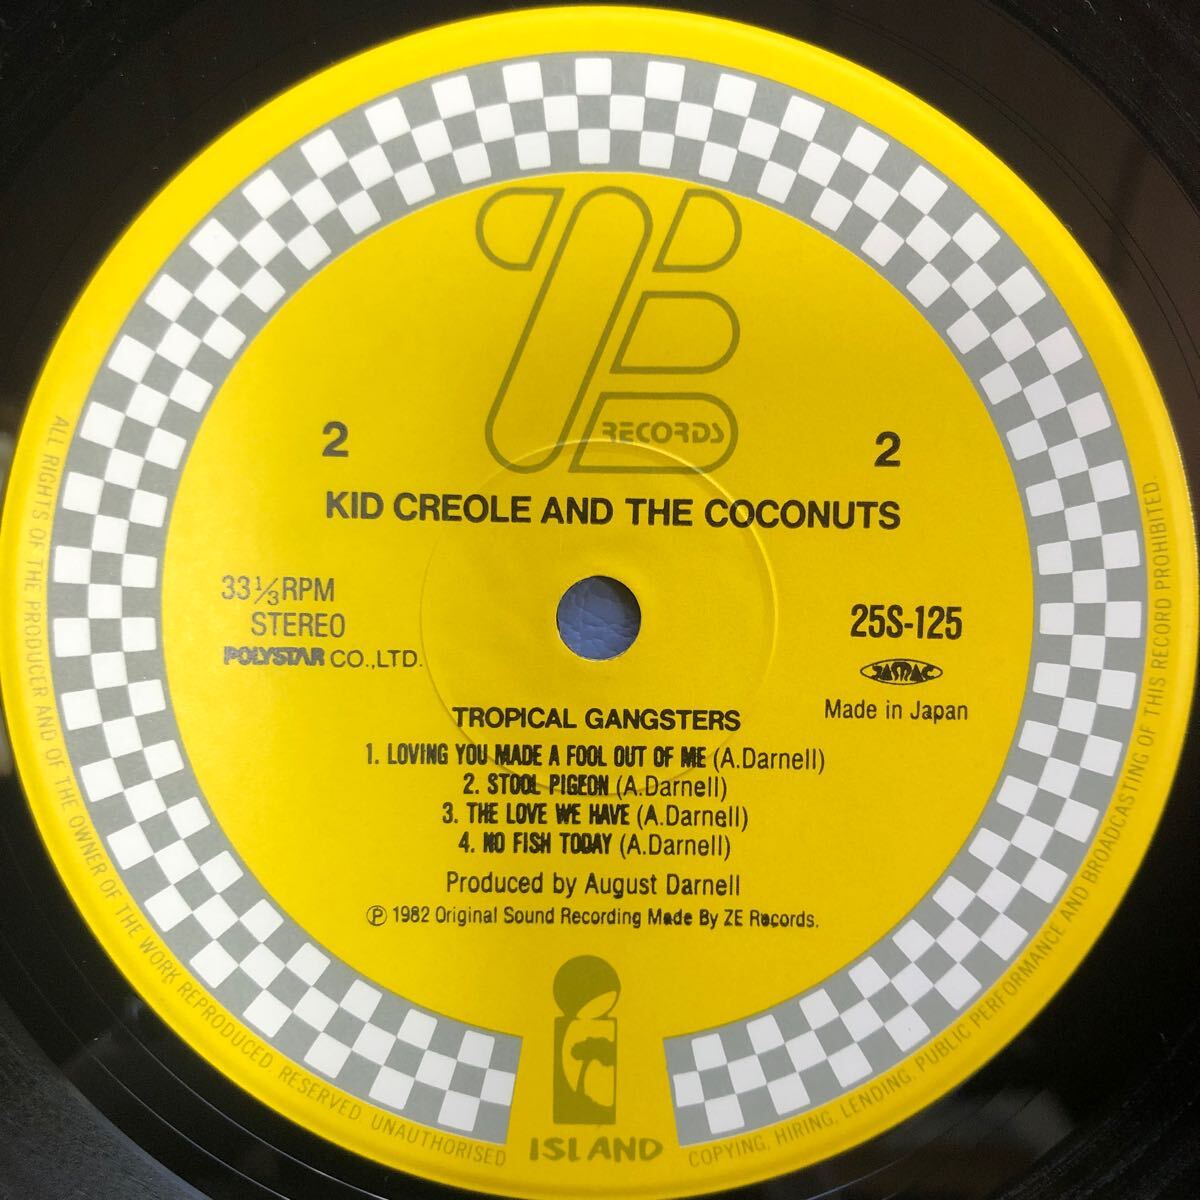 ZE
RECORDS
2
2
KID CREOLE AND THE COCONUTS
33⅓RPM
STEREO
POLYSTAR CO.,LTD.
25S-125
JASRAC
Made in Japan
TROPICAL GANGSTERS
1. LOVING YOU MADE A FOOL OUT OF ME (A.Darnell)
2. STOOL PIGEON (A.Darnell)
3. THE LOVE WE HAVE (A.Darnell)
4. NO FISH TODAY (A.Darnell)
Produced by August Darnell
Ⓟ 1982 Original Sound Recording Made By ZE Records.
ISLAND
ALL RIGHTS OF THE PRODUCER AND OF THE OWNER OF THE WORK REPRODUCED RESERVED. UNAUTHORISED COPYING, HIRING, LENDING, PUBLIC PERFORMANCE AND BROADCASTING OF THIS RECORD PROHIBITED.